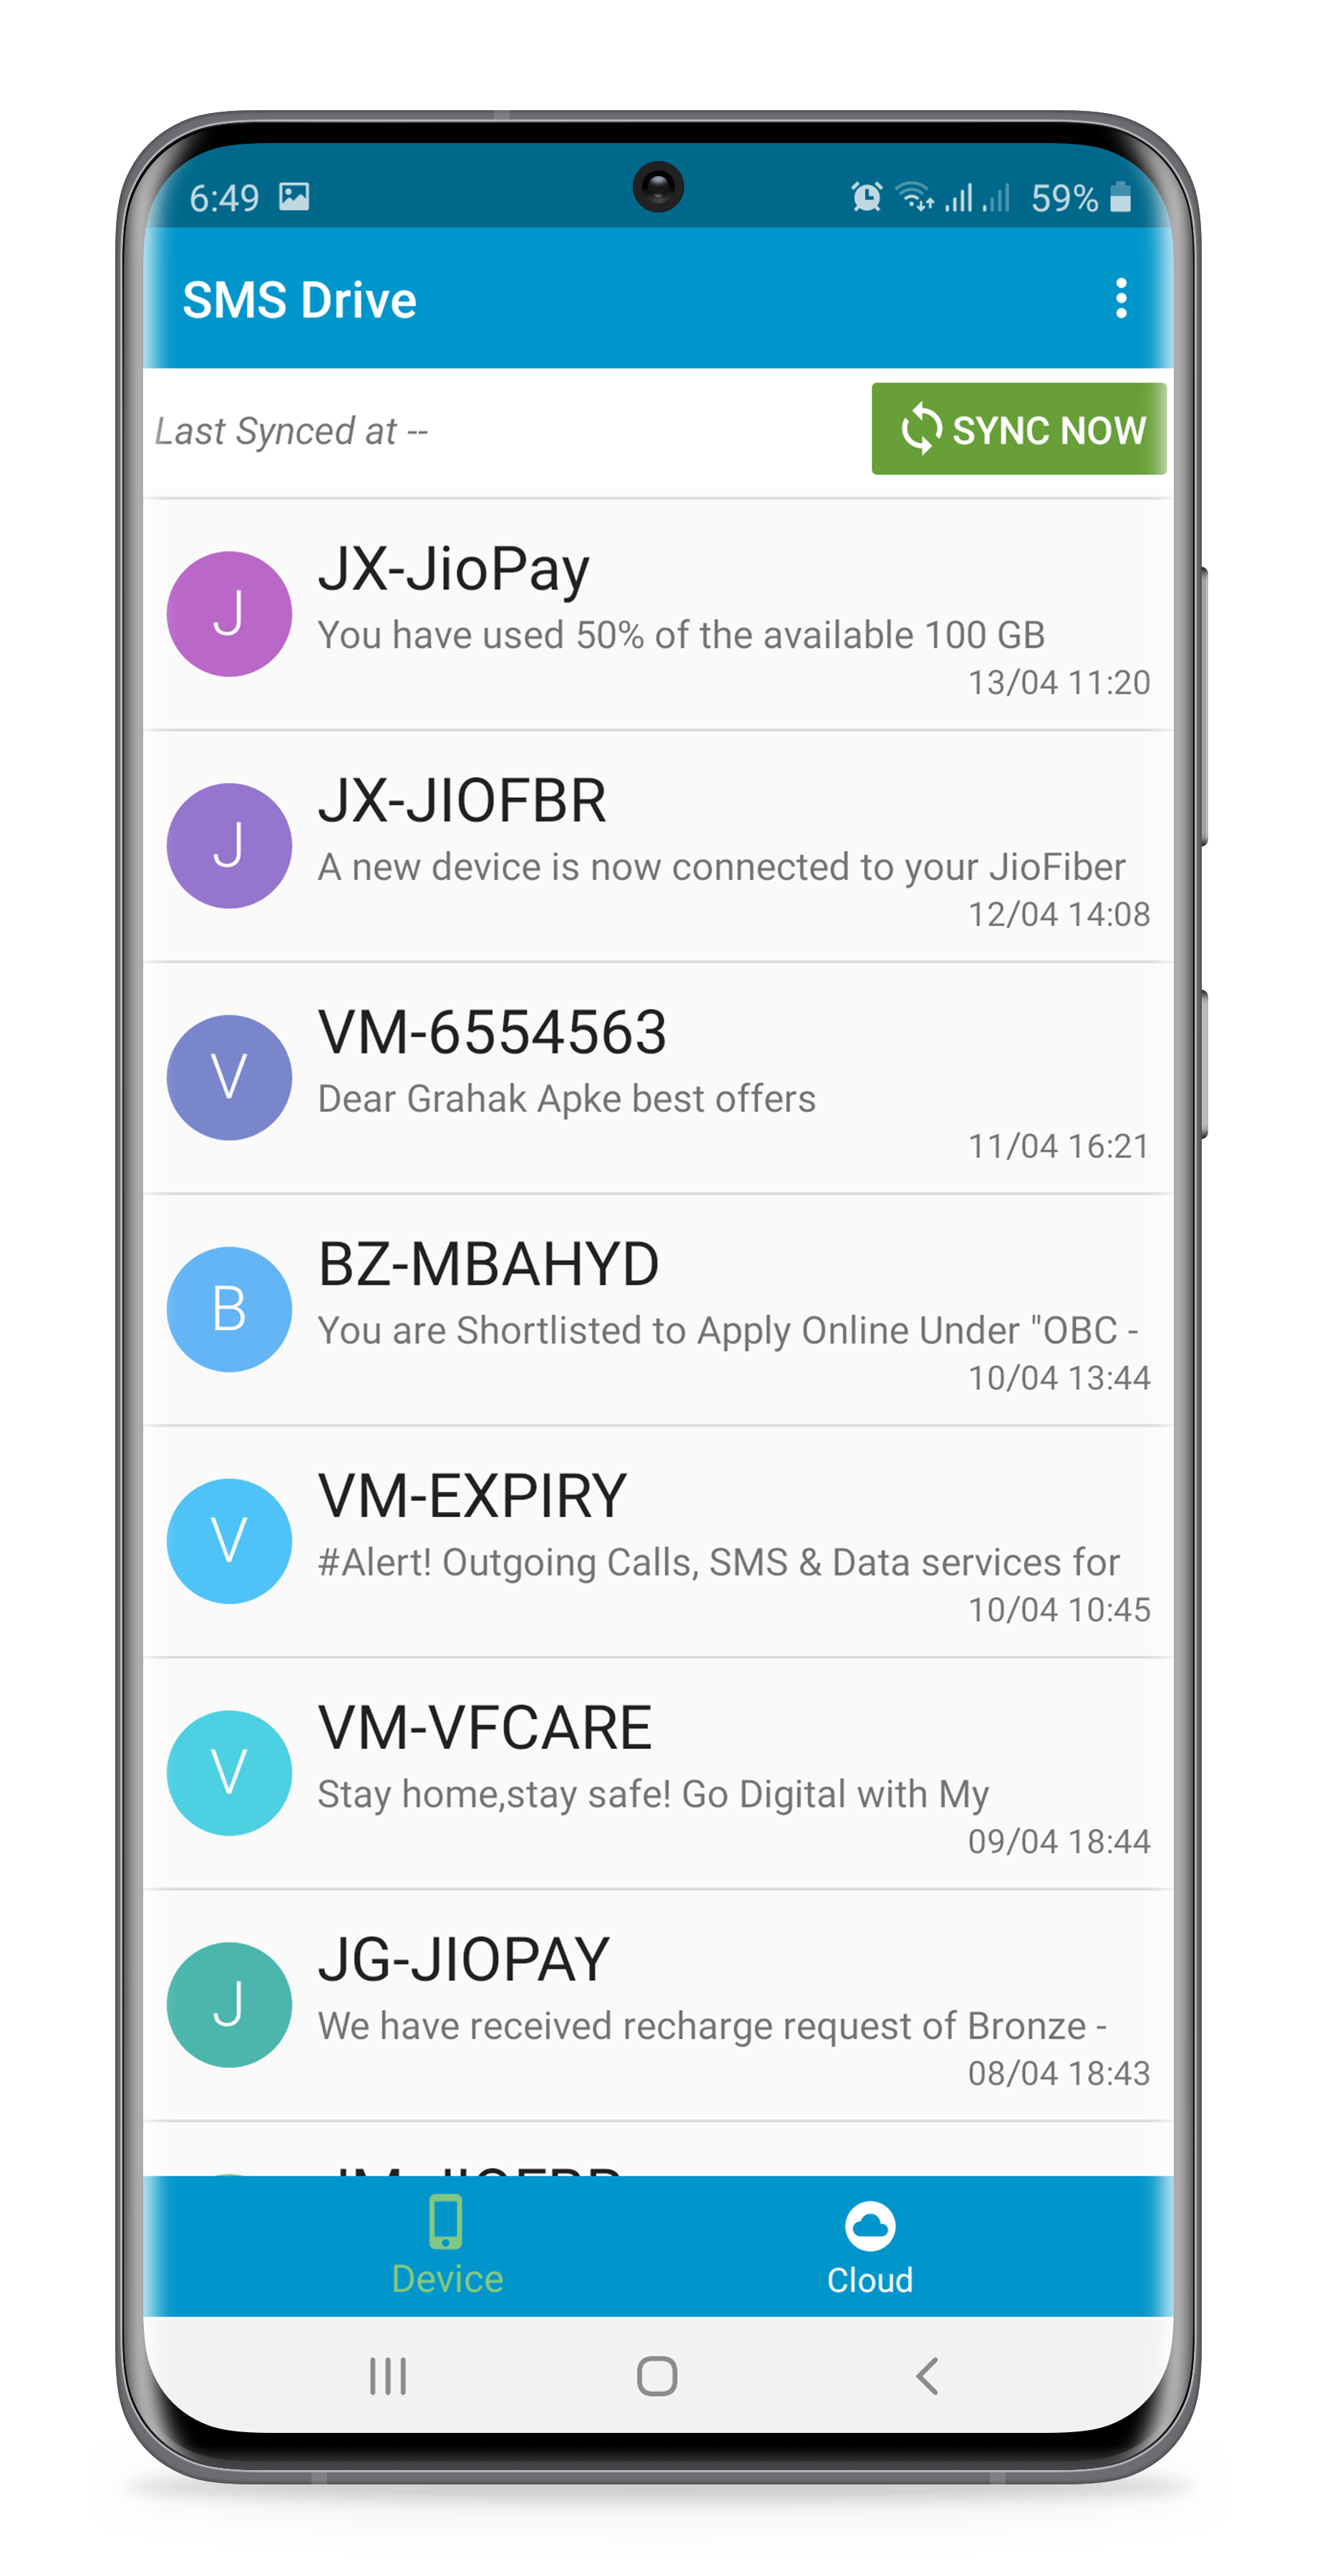 6:49 59%
SMS Drive
Last Synced at --
SYNC NOW
J
JX-JioPay
You have used 50% of the available 100 GB
13/04 11:20
J
JX-JIOFBR
A new device is now connected to your JioFiber
12/04 14:08
V
VM-6554563
Dear Grahak Apke best offers
11/04 16:21
B
BZ-MBAHYD
You are Shortlisted to Apply Online Under "OBC -
10/04 13:44
V
VM-EXPIRY
#Alert! Outgoing Calls, SMS & Data services for
10/04 10:45
V
VM-VFCARE
Stay home,stay safe! Go Digital with My
09/04 18:44
J
JG-JIOPAY
We have received recharge request of Bronze -
08/04 18:43
Device
Cloud